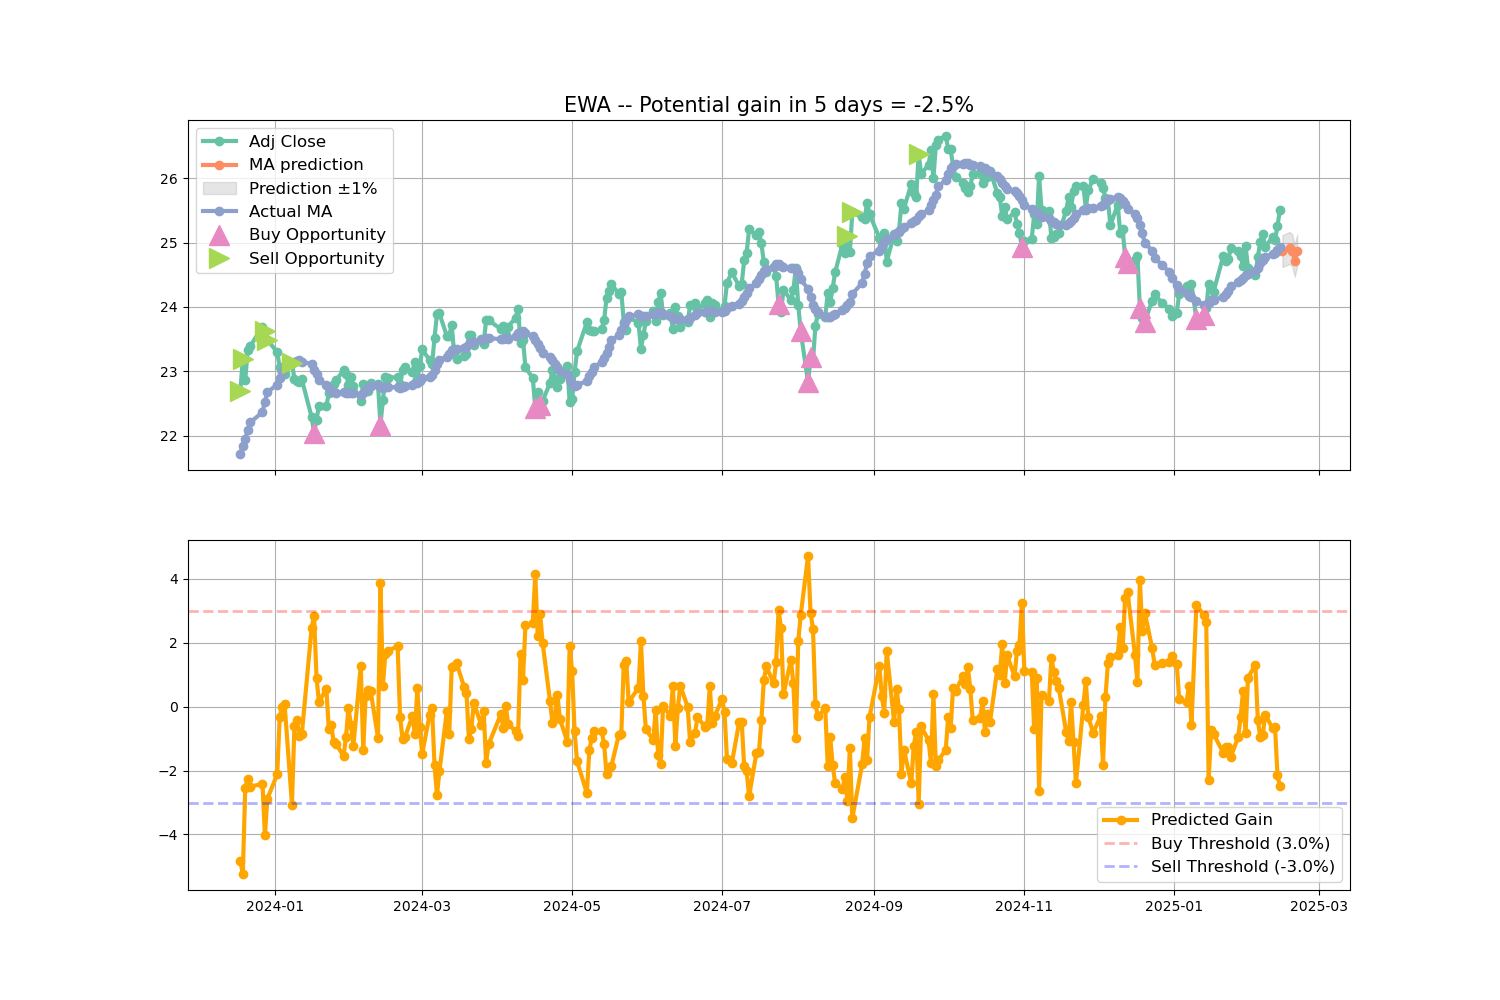 EWA -- Potential gain in 5 days = -2.5%
Adj Close
MA prediction
Prediction ±1%
Actual MA
Buy Opportunity
Sell Opportunity
26
25
24
23
22
4
2
0
−2
−4
Predicted Gain
Buy Threshold (3.0%)
Sell Threshold (-3.0%)
2024-01 2024-03 2024-05 2024-07 2024-09 2024-11 2025-01 2025-03